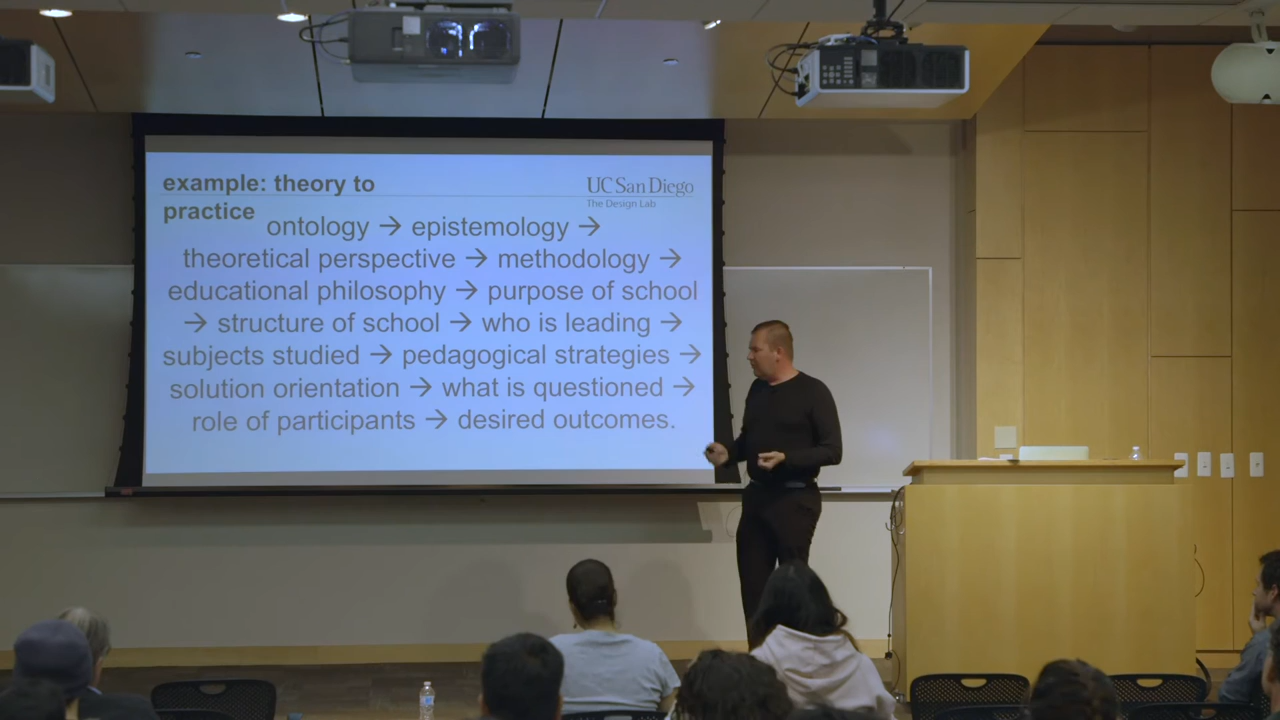 example: theory to
practice
UC San Diego
The Design Lab
ontology → epistemology →
theoretical perspective → methodology →
educational philosophy → purpose of school
→ structure of school → who is leading →
subjects studied → pedagogical strategies →
solution orientation → what is questioned →
role of participants → desired outcomes.